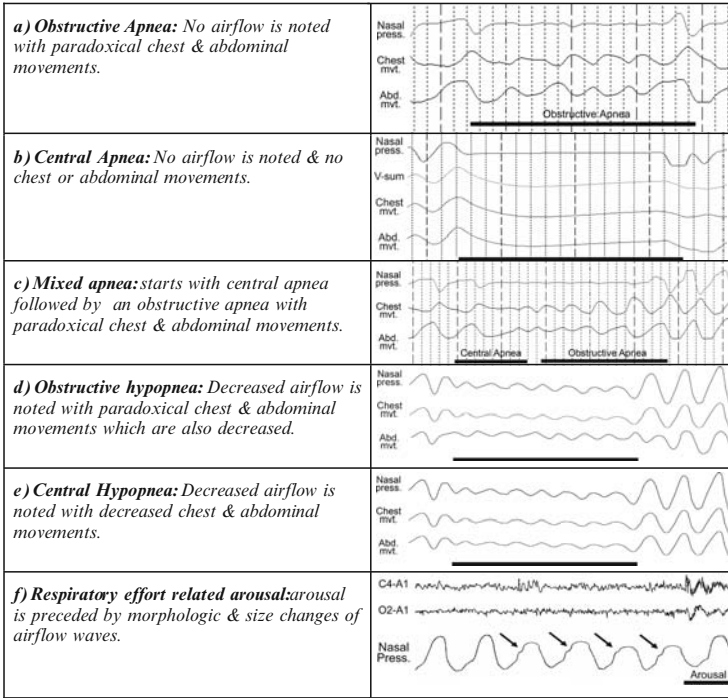 a) Obstructive Apnea: No airflow is noted
with paradoxical chest & abdominal
movements.
Nasal
press.
Chest
mvt.
Abd.
mvt.
Obstructive Apnea
b) Central Apnea: No airflow is noted & no
chest or abdominal movements.
Nasal
press.
V-sum
Chest
mvt.
Abd.
mvt.
c) Mixed apnea: starts with central apnea
followed by an obstructive apnea with
paradoxical chest & abdominal movements.
Nasal
press
Chest
mvt.
Abd.
mvt.
Central Apnea
Obstructive Apnea
d) Obstructive hypopnea: Decreased airflow is
noted with paradoxical chest & abdominal
movements which are also decreased.
Nasal
press.
Chest
mvt.
Abd.
mvt.
e) Central Hypopnea: Decreased airflow is
noted with decreased chest & abdominal
movements.
Nasal
press.
Chest
mvt.
Abd.
mvt.
f) Respiratory effort related arousal:arousal
is preceded by morphologic & size changes of
airflow waves.
C4-A1
O2-A1
Nasal
Press.
Arousal